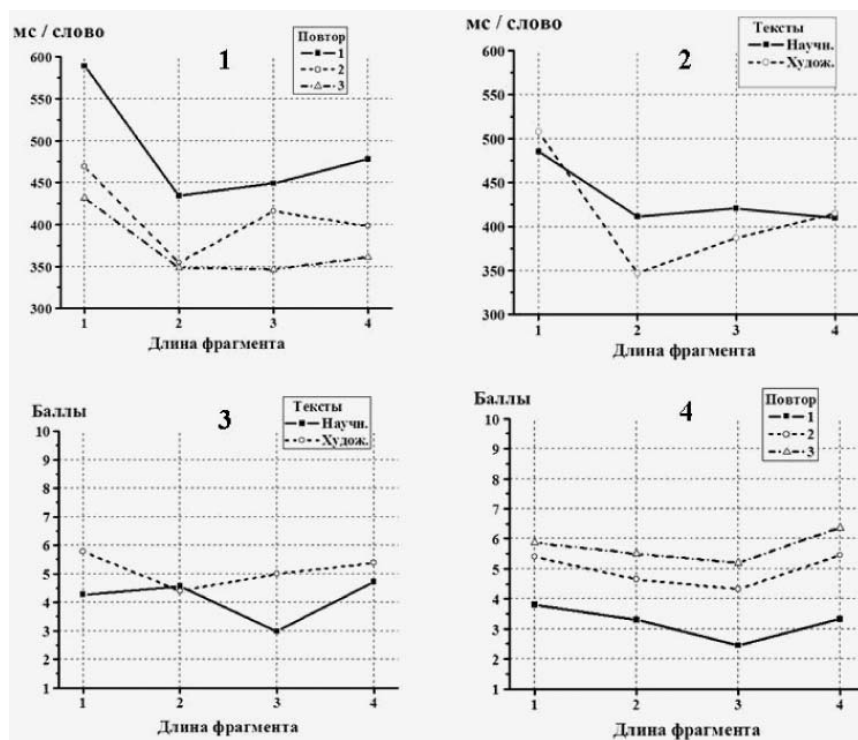 мс / слово
1
Повтор
1
2
3
600
550
500
450
400
350
300
1 2 3 4
Длина фрагмента
мс / слово
2
Тексты
Научн.
Худож.
600
550
500
450
400
350
300
1 2 3 4
Длина фрагмента
Баллы
3
Тексты
Научн.
Худож.
10
9
8
7
6
5
4
3
2
1
1 2 3 4
Длина фрагмента
Баллы
4
Повтор
1
2
3
10
9
8
7
6
5
4
3
2
1
1 2 3 4
Длина фрагмента